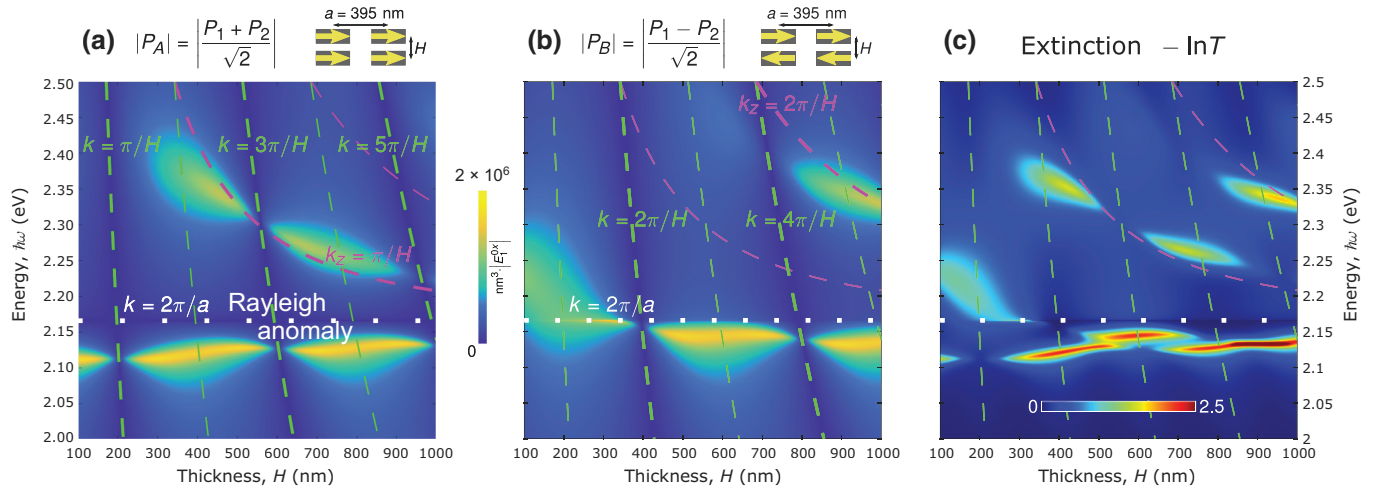 (a) |P_A| = |P_1 + P_2 / √2|
a = 395 nm
H
(b) |P_B| = |P_1 − P_2 / √2|
a = 395 nm
H
(c) Extinction − lnT
Energy, ħω (eV)
2.50
2.45
2.40
2.35
2.30
2.25
2.20
2.15
2.10
2.05
2.00
k = π/H
k = 3π/H
k = 5π/H
k_z = π/H
k = 2π/a
Rayleigh
anomaly
100 200 300 400 500 600 700 800 900 1000
Thickness, H (nm)
2 × 10^6
0
nm^3·|E_1^0x|
k_z = 2π/H
k = 2π/H
k = 4π/H
k = 2π/a
100 200 300 400 500 600 700 800 900 1000
Thickness, H (nm)
0
2.5
100 200 300 400 500 600 700 800 900 1000
Thickness, H (nm)
2.5
2.45
2.4
2.35
2.3
2.25
2.2
2.15
2.1
2.05
2
Energy, ħω (eV)